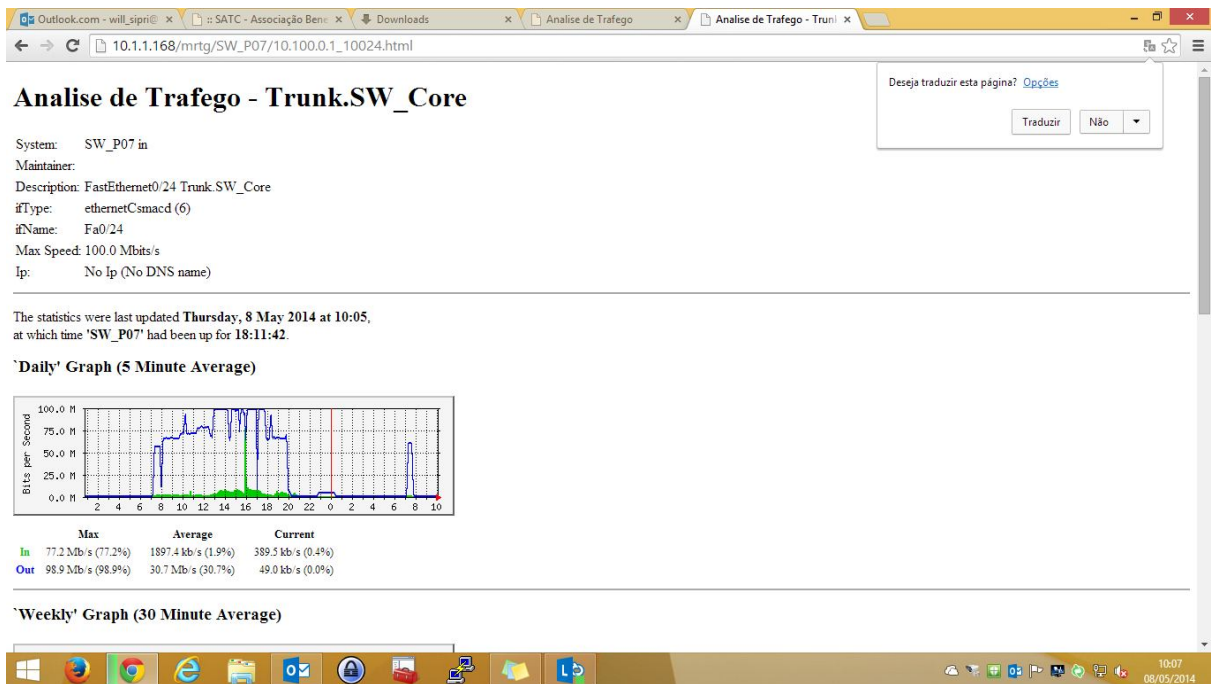 Outlook.com - will_sipri@
:: SATC - Associação Bene
Downloads
Analise de Trafego
Analise de Trafego - Trun
10.1.1.168/mrtg/SW_P07/10.100.0.1_10024.html
Deseja traduzir esta página? Opções
Traduzir Não
Analise de Trafego - Trunk.SW_Core
System: SW_P07 in
Maintainer:
Description: FastEthernet0/24 Trunk.SW_Core
ifType: ethernetCsmacd (6)
ifName: Fa0/24
Max Speed: 100.0 Mbits/s
Ip: No Ip (No DNS name)
The statistics were last updated Thursday, 8 May 2014 at 10:05,
at which time 'SW_P07' had been up for 18:11:42.
`Daily' Graph (5 Minute Average)
Bits per Second
100.0 M
75.0 M
50.0 M
25.0 M
0.0 M
2 4 6 8 10 12 14 16 18 20 22 0 2 4 6 8 10
Max Average Current
In 77.2 Mb/s (77.2%) 1897.4 kb/s (1.9%) 389.5 kb/s (0.4%)
Out 98.9 Mb/s (98.9%) 30.7 Mb/s (30.7%) 49.0 kb/s (0.0%)
`Weekly' Graph (30 Minute Average)
10:07
08/05/2014